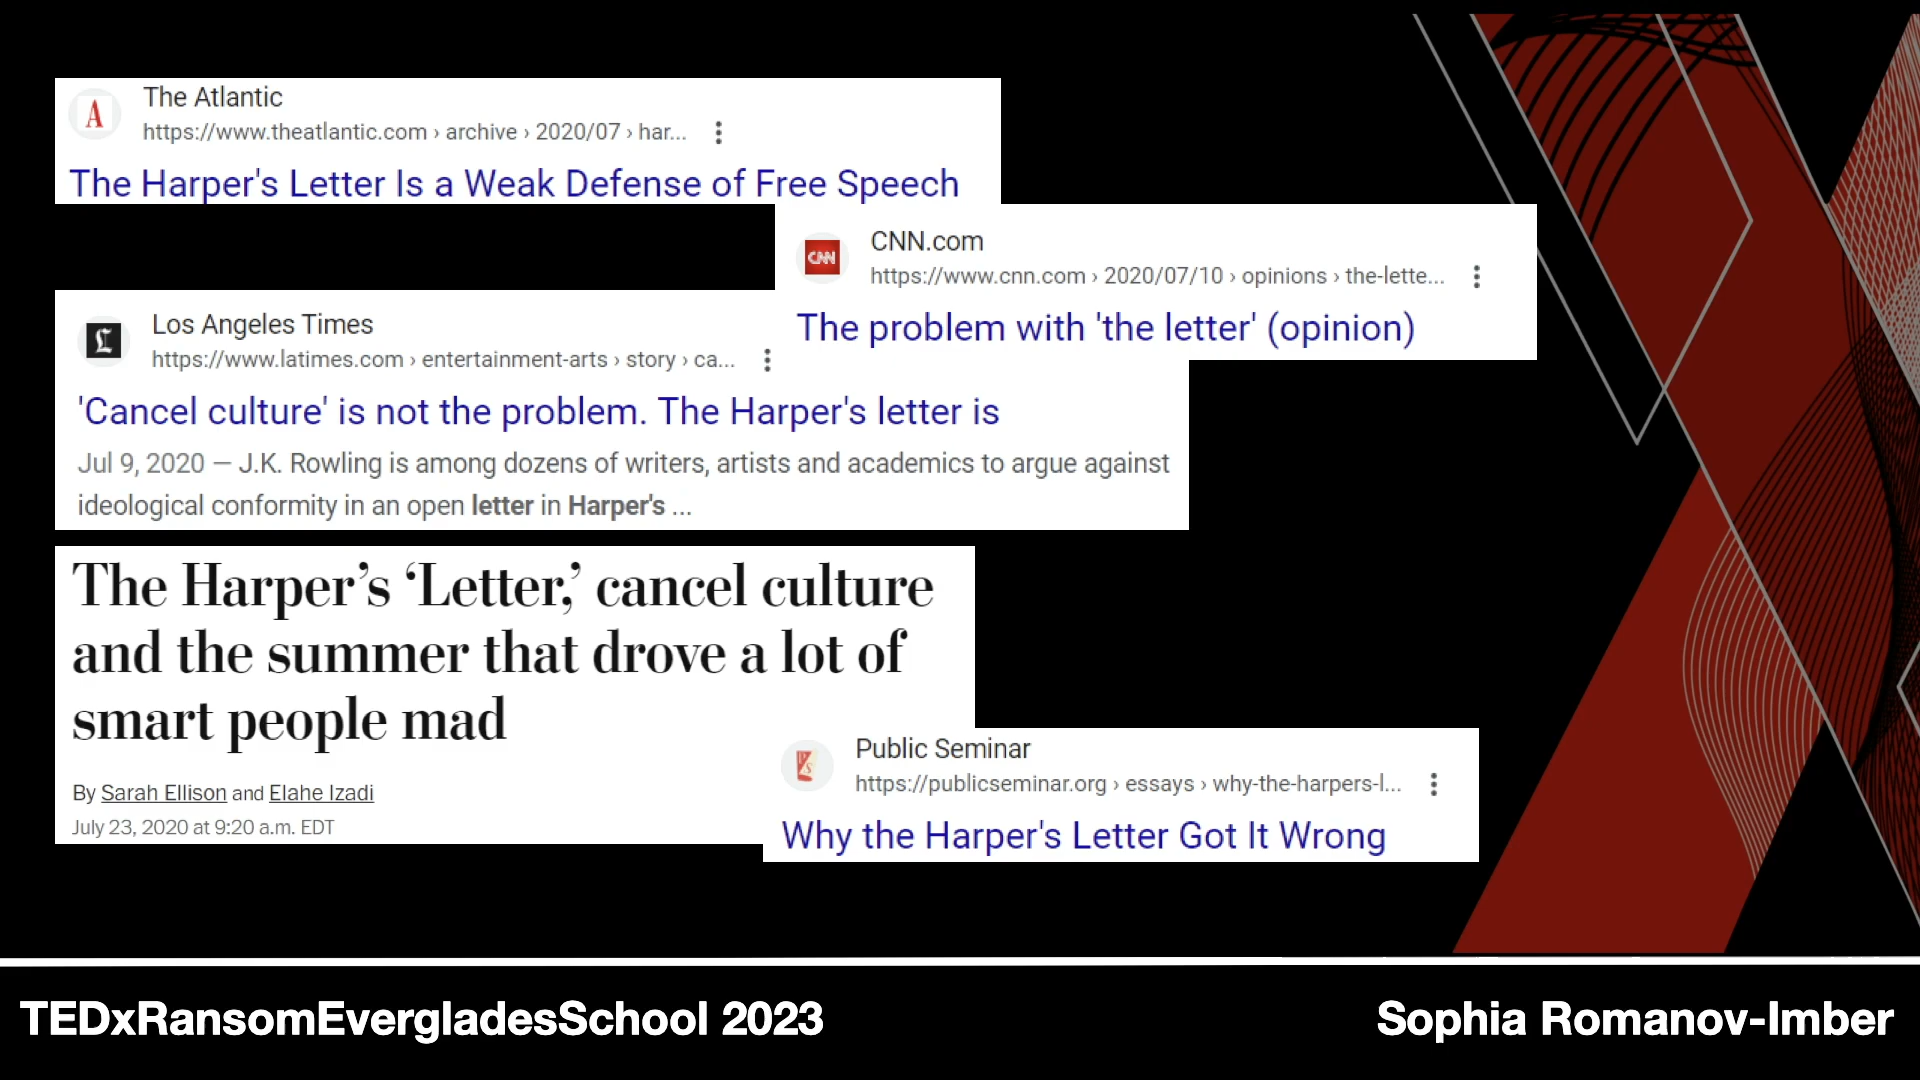 The Atlantic
https://www.theatlantic.com › archive › 2020/07 › har...
The Harper's Letter Is a Weak Defense of Free Speech
CNN
CNN.com
https://www.cnn.com › 2020/07/10 › opinions › the-lette...
The problem with 'the letter' (opinion)
Los Angeles Times
https://www.latimes.com › entertainment-arts › story › ca...
'Cancel culture' is not the problem. The Harper's letter is
Jul 9, 2020 — J.K. Rowling is among dozens of writers, artists and academics to argue against
ideological conformity in an open letter in Harper's ...
The Harper’s ‘Letter,’ cancel culture
and the summer that drove a lot of
smart people mad
By Sarah Ellison and Elahe Izadi
July 23, 2020 at 9:20 a.m. EDT
Public Seminar
https://publicseminar.org › essays › why-the-harpers-l...
Why the Harper's Letter Got It Wrong
TEDxRansomEvergladesSchool 2023
Sophia Romanov-Imber